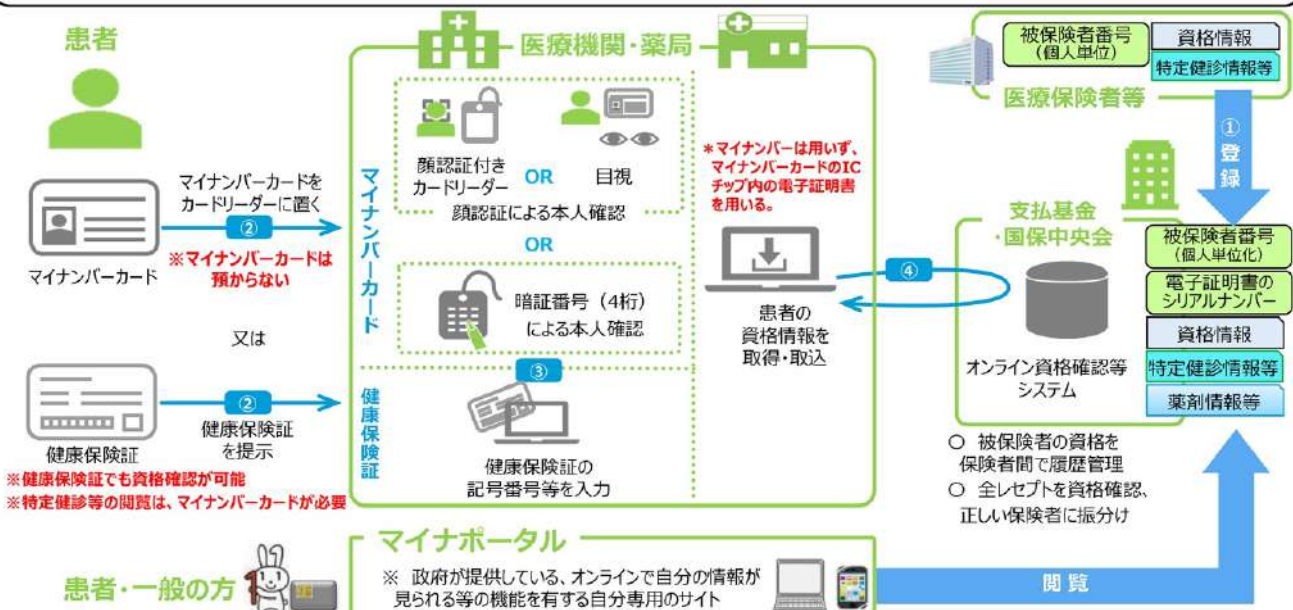 患者
マイナンバーカードを
カードリーダーに置く
②
※マイナンバーカードは
預からない
マイナンバーカード
又は
②
健康保険証
を提示
健康保険証
※健康保険証でも資格確認が可能
※特定健診等の閲覧は、マイナンバーカードが必要
医療機関・薬局
マイナンバーカード
顔認証付き
カードリーダー
OR
目視
顔認証による本人確認
OR
暗証番号（4桁）
による本人確認
③
健康保険証
健康保険証の
記号番号等を入力
＊マイナンバーは用いず、
マイナンバーカードのIC
チップ内の電子証明書
を用いる。
患者の
資格情報を
取得・取込
④
被保険者番号
（個人単位）
資格情報
特定健診情報等
医療保険者等
①
登録
支払基金
・国保中央会
オンライン資格確認等
システム
被保険者番号
（個人単位化）
電子証明書の
シリアルナンバー
資格情報
特定健診情報等
薬剤情報等
○ 被保険者の資格を
保険者間で履歴管理
○ 全レセプトを資格確認、
正しい保険者に振分け
患者・一般の方
マイナポータル
※ 政府が提供している、オンラインで自分の情報が
見られる等の機能を有する自分専用のサイト
閲覧